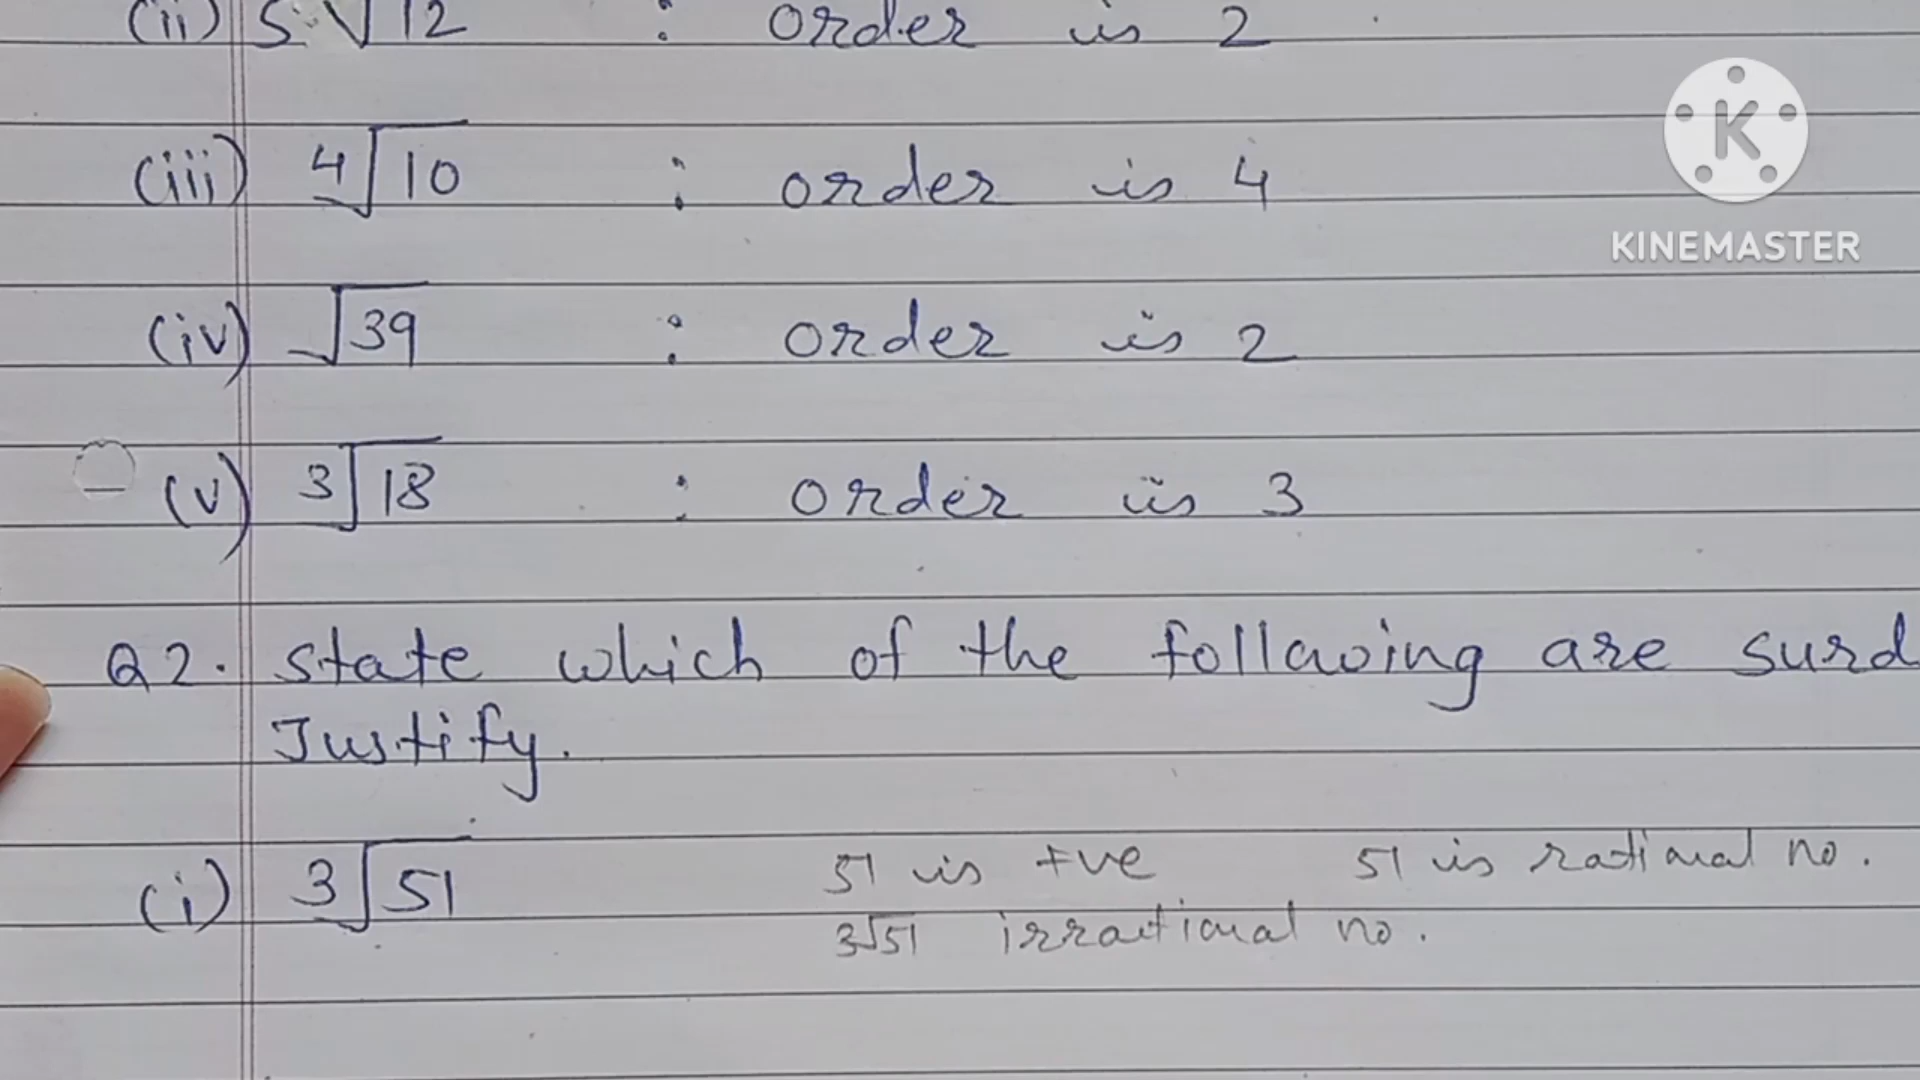 (ii) 5√12 : order is 2
(iii) ⁴√10 : order is 4
(iv) √39 : order is 2
(v) ³√18 : order is 3
Q2. State which of the following are surd
Justify.
(i) ³√51 51 is +ve 51 is rational no.
³√51 irrational no.
K
KINEMASTER